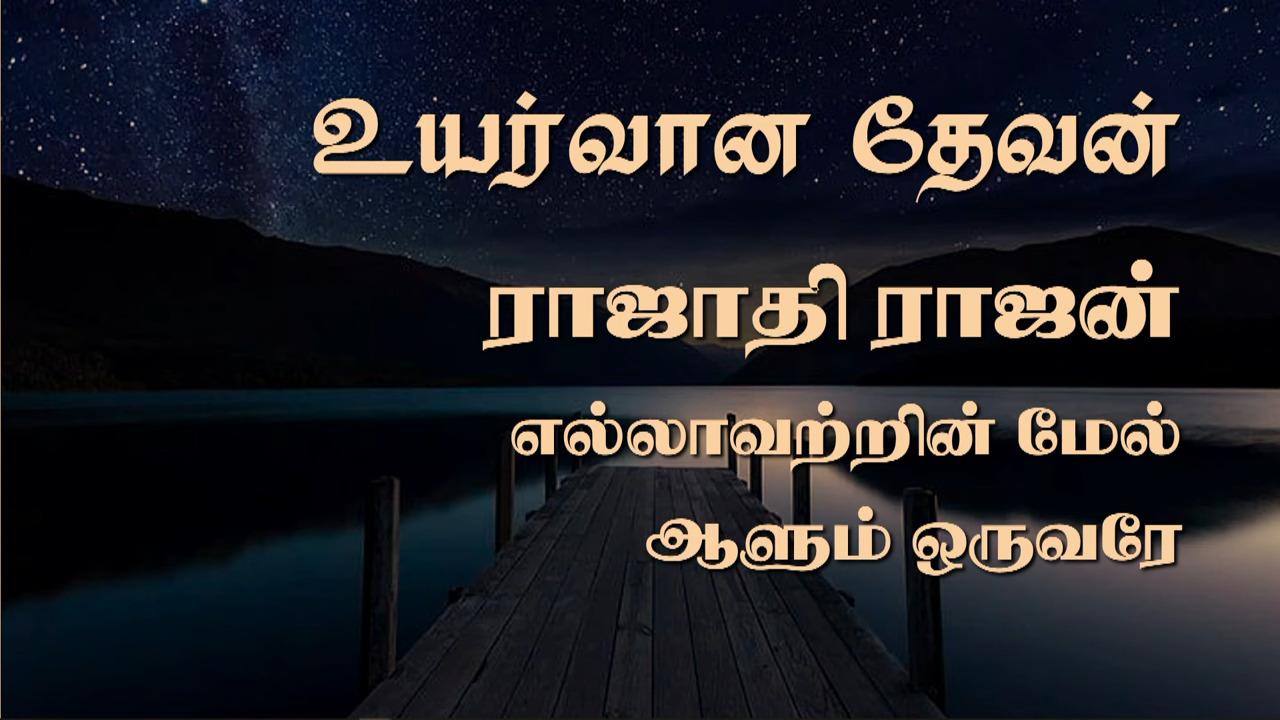 உயர்வான தேவன்
ராஜாதி ராஜன்
எல்லாவற்றின் மேல்
ஆளும் ஒருவரே